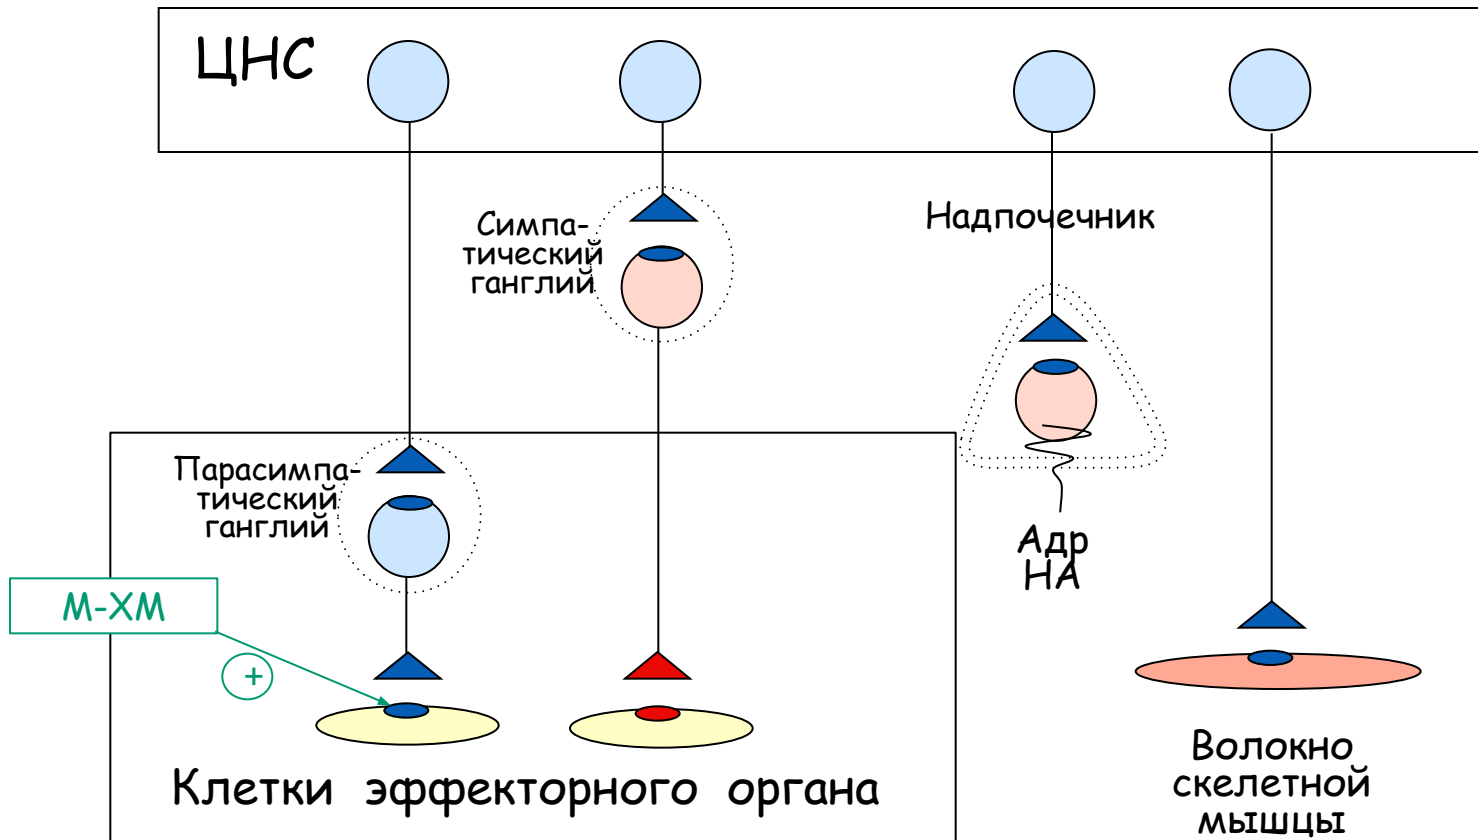 ЦНС
Симпа-
тический
ганглий
Надпочечник
Парасимпа-
тический
ганглий
Адр
НА
М-ХМ
+
Клетки эффекторного органа
Волокно
скелетной
мышцы